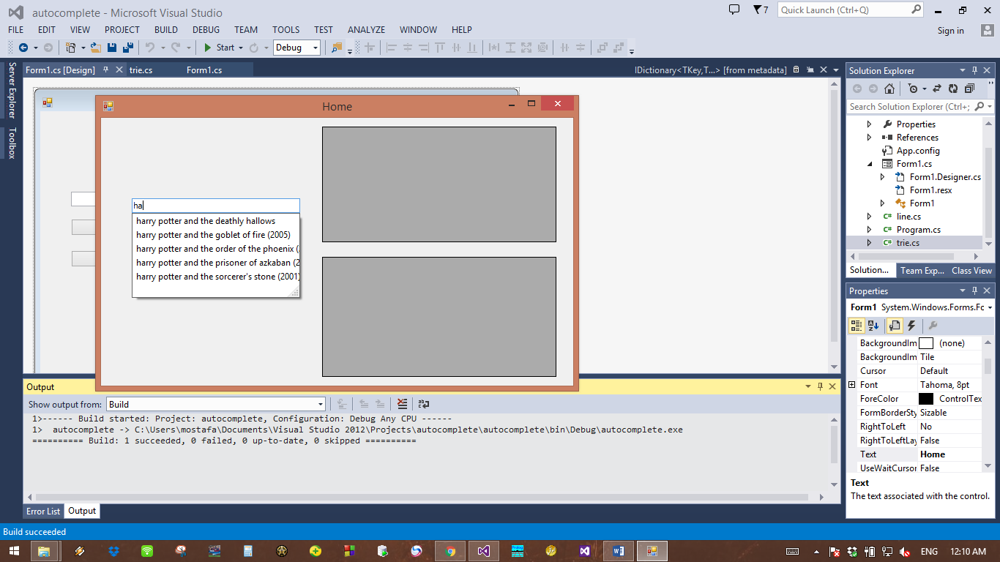 autocomplete - Microsoft Visual Studio
7
Quick Launch (Ctrl+Q)
FILE EDIT VIEW PROJECT BUILD DEBUG TEAM TOOLS TEST ANALYZE WINDOW HELP
Sign in
Start
Debug
Server Explorer
Toolbox
Form1.cs [Design] trie.cs Form1.cs
IDictionary<TKey,T...> [from metadata]
Home
ha
harry potter and the deathly hallows
harry potter and the goblet of fire (2005)
harry potter and the order of the phoenix (
harry potter and the prisoner of azkaban (2
harry potter and the sorcerer's stone (2001)
Solution Explorer
Search Solution Explorer (Ctrl+;
Properties
References
App.config
Form1.cs
Form1.Designer.cs
Form1.resx
Form1
line.cs
Program.cs
trie.cs
Solution... Team Exp... Class View
Properties
Form1 System.Windows.Forms.Fc
BackgroundIm (none)
BackgroundIm Tile
Cursor Default
Font Tahoma, 8pt
ForeColor ControlTex
FormBorderSty Sizable
RightToLeft No
RightToLeftLay False
Text Home
UseWaitCursor False
Text
The text associated with the control.
Output
Show output from: Build
1>------ Build started: Project: autocomplete, Configuration: Debug Any CPU ------
1> autocomplete -> C:\Users\mostafa\Documents\Visual Studio 2012\Projects\autocomplete\autocomplete\bin\Debug\autocomplete.exe
========== Build: 1 succeeded, 0 failed, 0 up-to-date, 0 skipped ==========
Error List Output
Build succeeded
ENG 12:10 AM